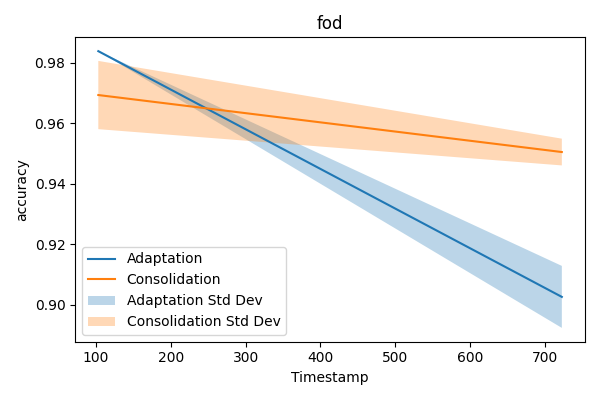 fod
accuracy
0.98
0.96
0.94
0.92
0.90
Adaptation
Consolidation
Adaptation Std Dev
Consolidation Std Dev
100 200 300 400 500 600 700
Timestamp